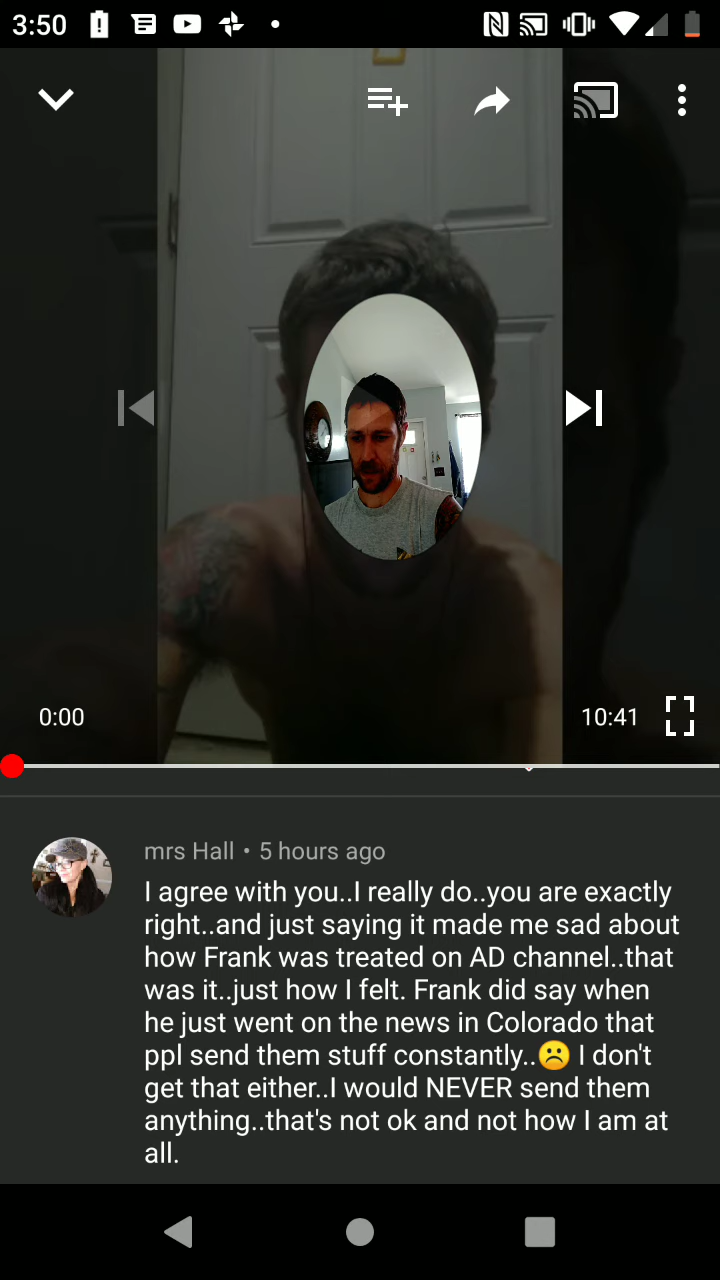 3:50
0:00
10:41
mrs Hall • 5 hours ago
I agree with you..I really do..you are exactly
right..and just saying it made me sad about
how Frank was treated on AD channel..that
was it..just how I felt. Frank did say when
he just went on the news in Colorado that
ppl send them stuff constantly..☹️ I don't
get that either..I would NEVER send them
anything..that's not ok and not how I am at
all.